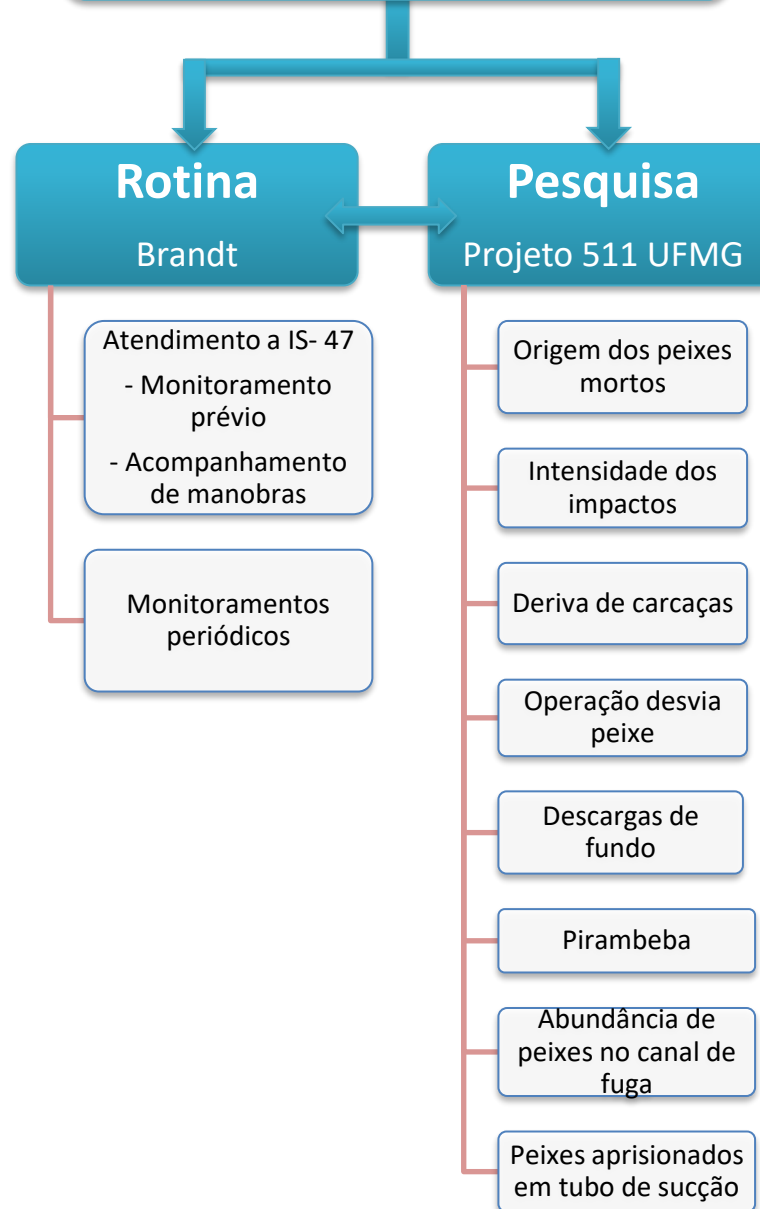 Rotina
Brandt
Atendimento a IS- 47
- Monitoramento
prévio
- Acompanhamento
de manobras
Monitoramentos
periódicos
Pesquisa
Projeto 511 UFMG
Origem dos peixes
mortos
Intensidade dos
impactos
Deriva de carcaças
Operação desvia
peixe
Descargas de
fundo
Pirambeba
Abundância de
peixes no canal de
fuga
Peixes aprisionados
em tubo de sucção